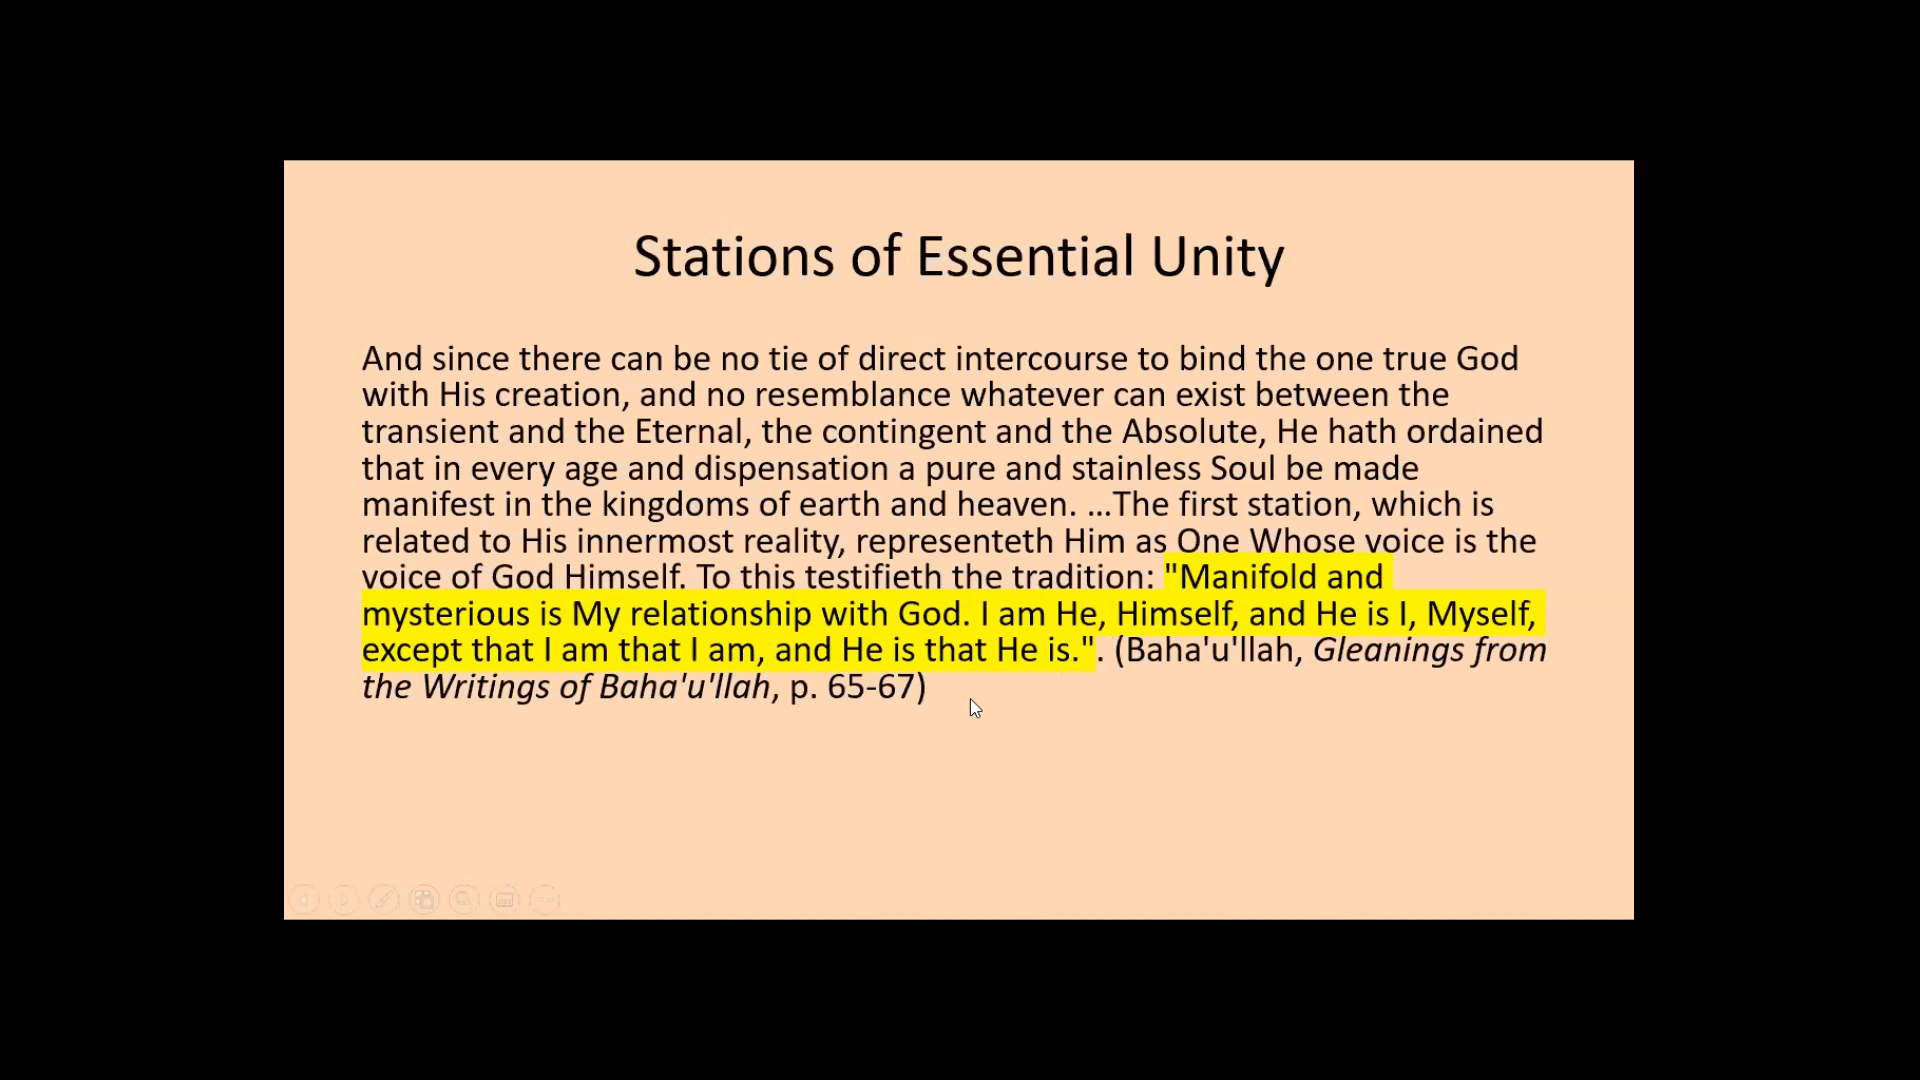 Stations of Essential Unity
And since there can be no tie of direct intercourse to bind the one true God
with His creation, and no resemblance whatever can exist between the
transient and the Eternal, the contingent and the Absolute, He hath ordained
that in every age and dispensation a pure and stainless Soul be made
manifest in the kingdoms of earth and heaven. ...The first station, which is
related to His innermost reality, representeth Him as One Whose voice is the
voice of God Himself. To this testifieth the tradition: "Manifold and
mysterious is My relationship with God. I am He, Himself, and He is I, Myself,
except that I am that I am, and He is that He is.". (Baha'u'llah, Gleanings from
the Writings of Baha'u'llah, p. 65-67)